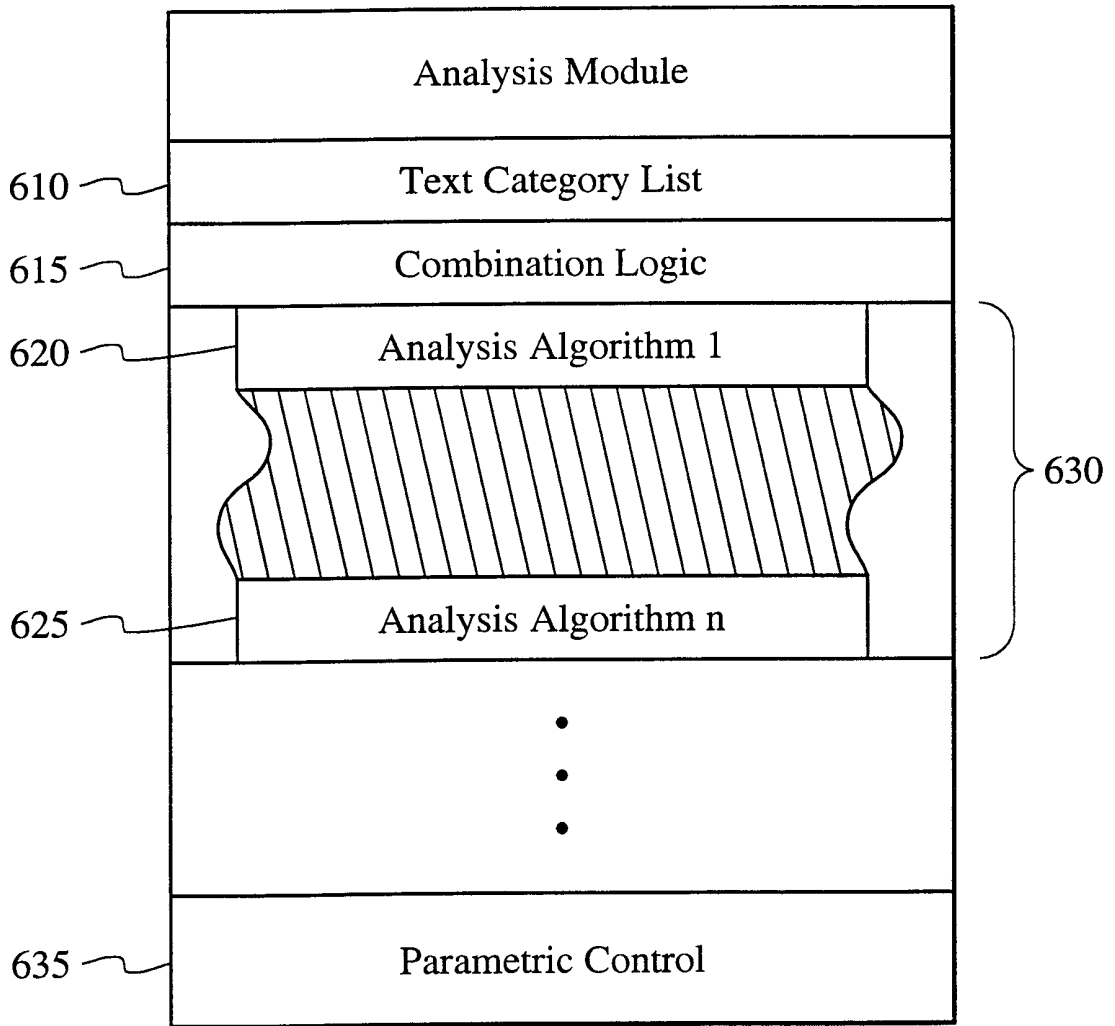 Analysis Module
610 Text Category List
615 Combination Logic
620 Analysis Algorithm 1
630
625 Analysis Algorithm n
635 Parametric Control